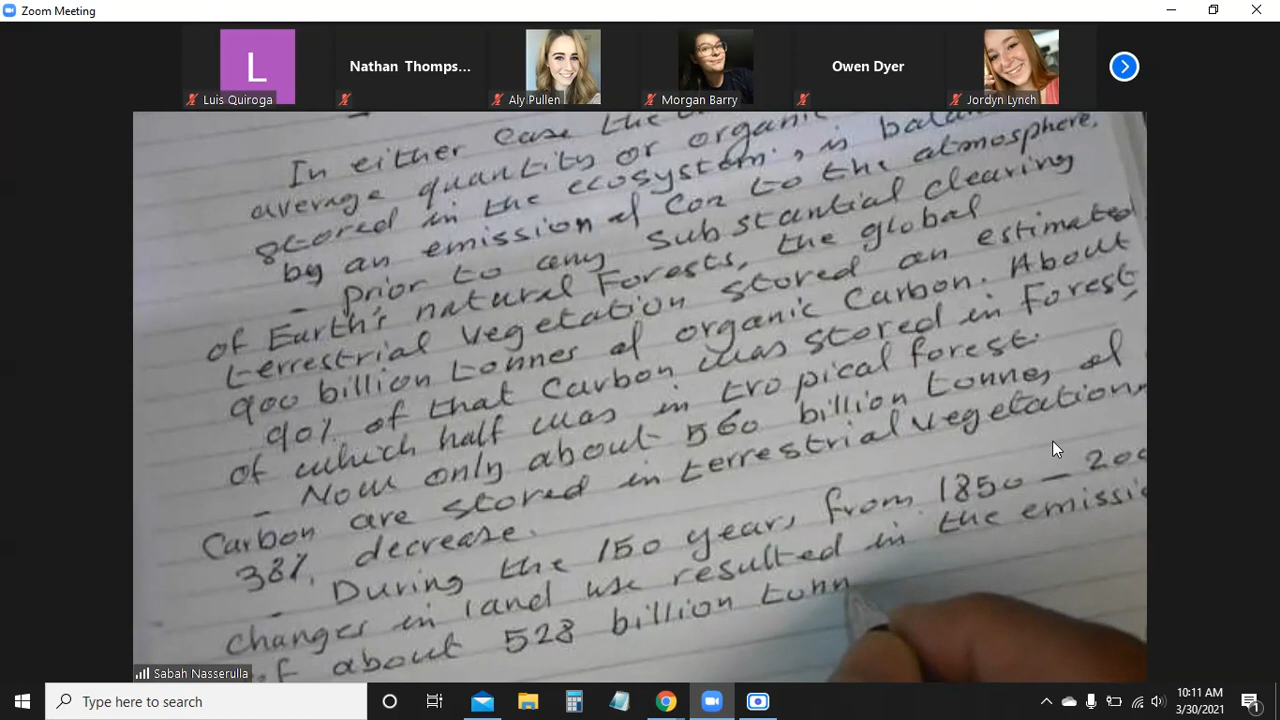 Zoom Meeting
L
Luis Quiroga
Nathan Thomps...
Aly Pullen
Morgan Barry
Owen Dyer
Jordyn Lynch
In either case the
average quantity or organic
stored in the ecosystem, is
by an emission of CO2 to the atmosphere.
- Prior to any substantial clearing
of Earth's natural Forests, the global
terrestrial vegetation stored an estimated
900 billion tonnes of organic Carbon. About
90% of that Carbon was stored in forest,
of which half was in tropical forest.
- Now only about 560 billion tonnes of
Carbon are stored in terrestrial vegetation,
38% decrease.
- During the 150 years from 1850 - 200
changes in land use resulted in the emissi
of about 528 billion tonn
Sabah Nasserulla
Type here to search
10:11 AM
3/30/2021
1